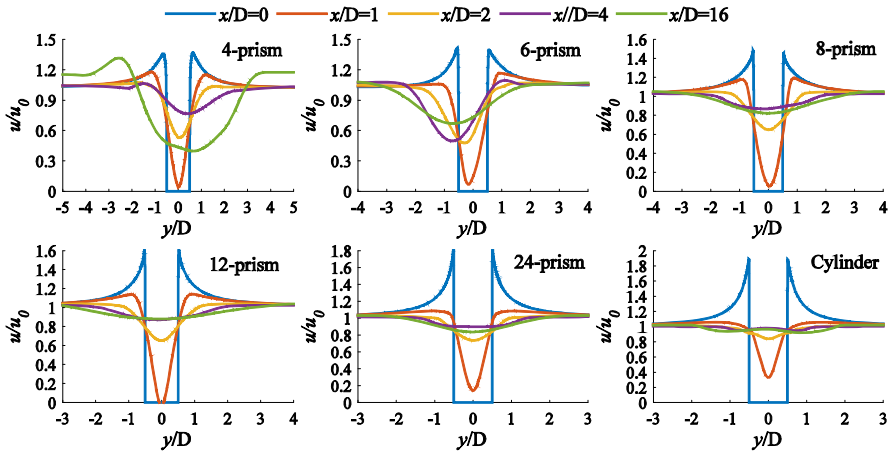 x/D=0 x/D=1 x/D=2 x//D=4 x/D=16
4-prism
u/u0
1.5
1.2
0.9
0.6
0.3
0
-5 -4 -3 -2 -1 0 1 2 3 4 5
y/D
6-prism
u/u0
1.5
1.2
0.9
0.6
0.3
0
-4 -3 -2 -1 0 1 2 3 4
y/D
8-prism
u/u0
1.6
1.4
1.2
1
0.8
0.6
0.4
0.2
0
-4 -3 -2 -1 0 1 2 3 4
y/D
12-prism
u/u0
1.6
1.4
1.2
1
0.8
0.6
0.4
0.2
0
-3 -2 -1 0 1 2 3 4
y/D
24-prism
u/u0
1.8
1.6
1.4
1.2
1
0.8
0.6
0.4
0.2
0
-3 -2 -1 0 1 2 3
y/D
Cylinder
u/u0
2
1.8
1.6
1.4
1.2
1
0.8
0.6
0.4
0.2
0
-3 -2 -1 0 1 2 3
y/D